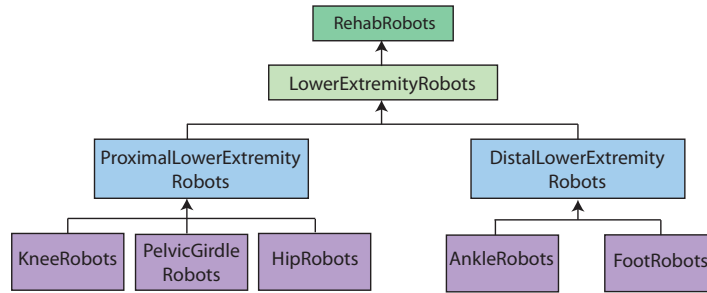 RehabRobots
LowerExtremityRobots
ProximalLowerExtremity
Robots
DistalLowerExtremity
Robots
KneeRobots
PelvicGirdle
Robots
HipRobots
AnkleRobots
FootRobots